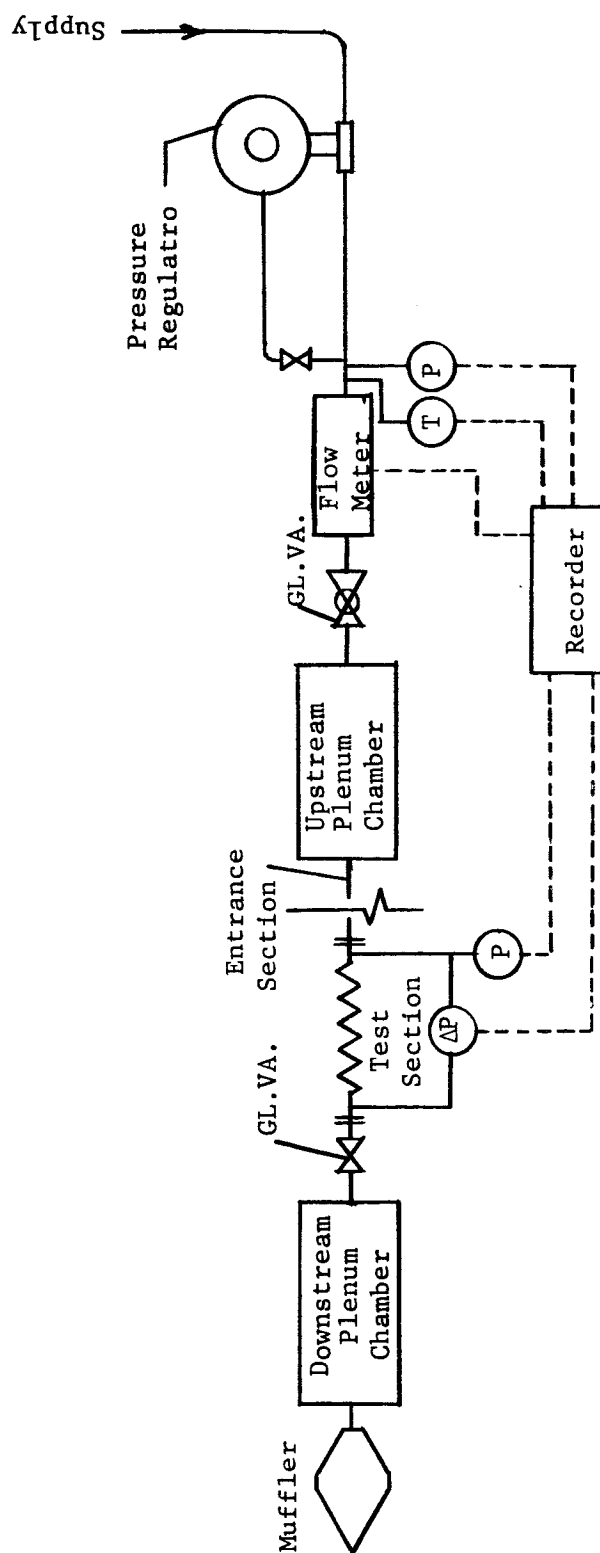 Supply
Pressure
Regulatro
P
T
Flow
Meter
GL.VA.
Recorder
Upstream
Plenum
Chamber
Entrance
Section
P
ΔP
Test
Section
GL.VA.
Downstream
Plenum
Chamber
Muffler